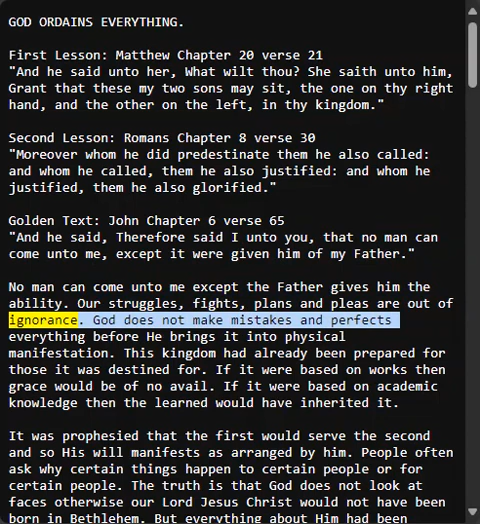 GOD ORDAINS EVERYTHING.
First Lesson: Matthew Chapter 20 verse 21
"And he said unto her, What wilt thou? She saith unto him,
Grant that these my two sons may sit, the one on thy right
hand, and the other on the left, in thy kingdom."
Second Lesson: Romans Chapter 8 verse 30
"Moreover whom he did predestinate them he also called:
and whom he called, them he also justified: and whom he
justified, them he also glorified."
Golden Text: John Chapter 6 verse 65
"And he said, Therefore said I unto you, that no man can
come unto me, except it were given him of my Father."
No man can come unto me except the Father gives him the
ability. Our struggles, fights, plans and pleas are out of
ignorance. God does not make mistakes and perfects
everything before He brings it into physical
manifestation. This kingdom had already been prepared for
those it was destined for. If it were based on works then
grace would be of no avail. If it were based on academic
knowledge then the learned would have inherited it.
It was prophesied that the first would serve the second
and so His will manifests as arranged by him. People often
ask why certain things happen to certain people or for
certain people. The truth is that God does not look at
faces otherwise our Lord Jesus Christ would not have been
born in Bethlehem. But everything about Him had been